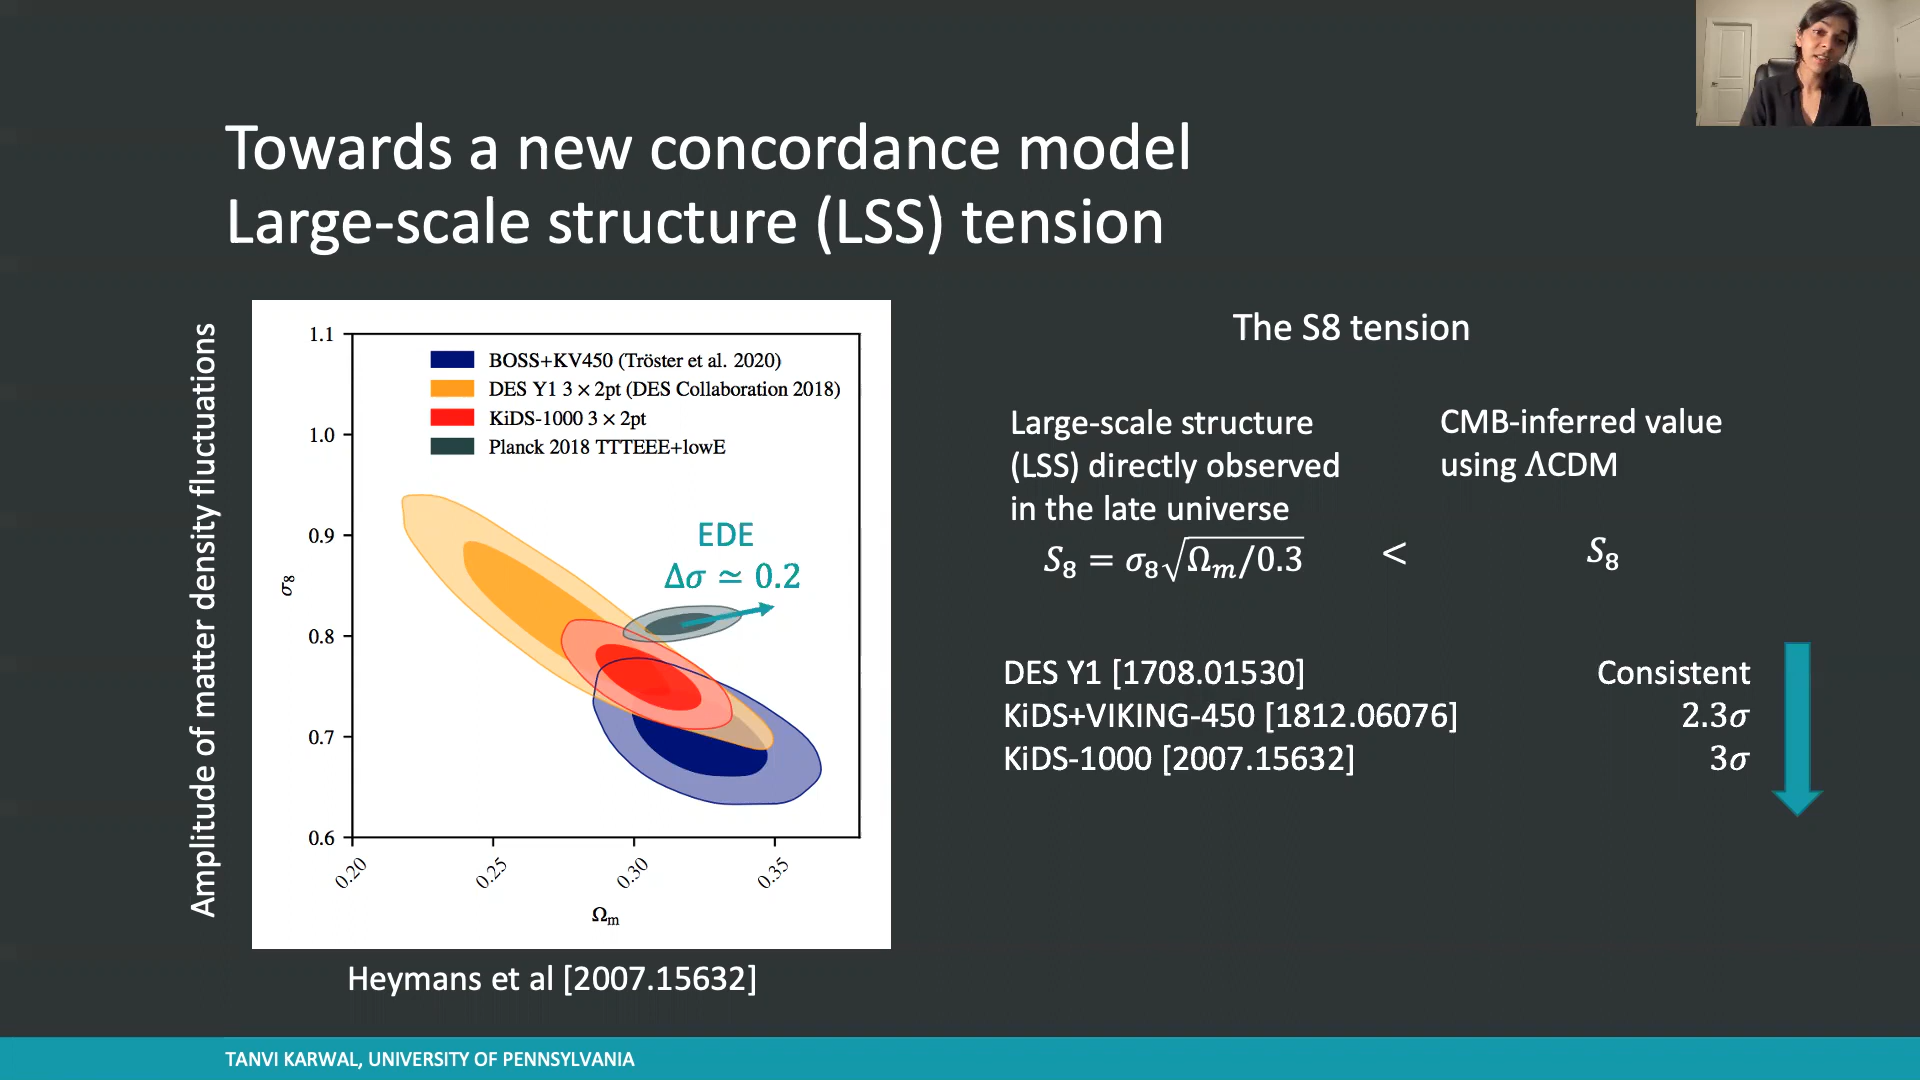 Towards a new concordance model
Large-scale structure (LSS) tension
Amplitude of matter density fluctuations
1.1
1.0
0.9
0.8
0.7
0.6
σ8
BOSS+KV450 (Tröster et al. 2020)
DES Y1 3 × 2pt (DES Collaboration 2018)
KiDS-1000 3 × 2pt
Planck 2018 TTTEEE+lowE
EDE
Δσ ≃ 0.2
0.20
0.25
0.30
0.35
Ωm
Heymans et al [2007.15632]
The S8 tension
Large-scale structure
(LSS) directly observed
in the late universe
S8 = σ8√Ωm/0.3
<
CMB-inferred value
using ΛCDM
S8
DES Y1 [1708.01530] Consistent
KiDS+VIKING-450 [1812.06076] 2.3σ
KiDS-1000 [2007.15632] 3σ
TANVI KARWAL, UNIVERSITY OF PENNSYLVANIA